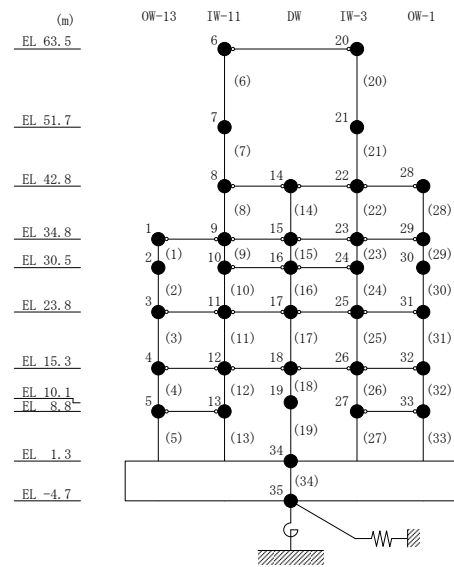 (m) OW-13 IW-11 DW IW-3 OW-1
6 20
EL 63.5
(6) (20)
7 21
EL 51.7
(7) (21)
8 14 22 28
EL 42.8
(8) (14) (22) (28)
1 9 15 23 29
EL 34.8
(1) (9) (15) (23) (29)
2 10 16 24 30
EL 30.5
(2) (10) (16) (24) (30)
3 11 17 25 31
EL 23.8
(3) (11) (17) (25) (31)
4 12 18 26 32
EL 15.3
(4) (12) (18) (26) (32)
19
EL 10.1
5 13 27 33
EL 8.8
(5) (13) (19) (27) (33)
34
EL 1.3
(34)
35
EL -4.7